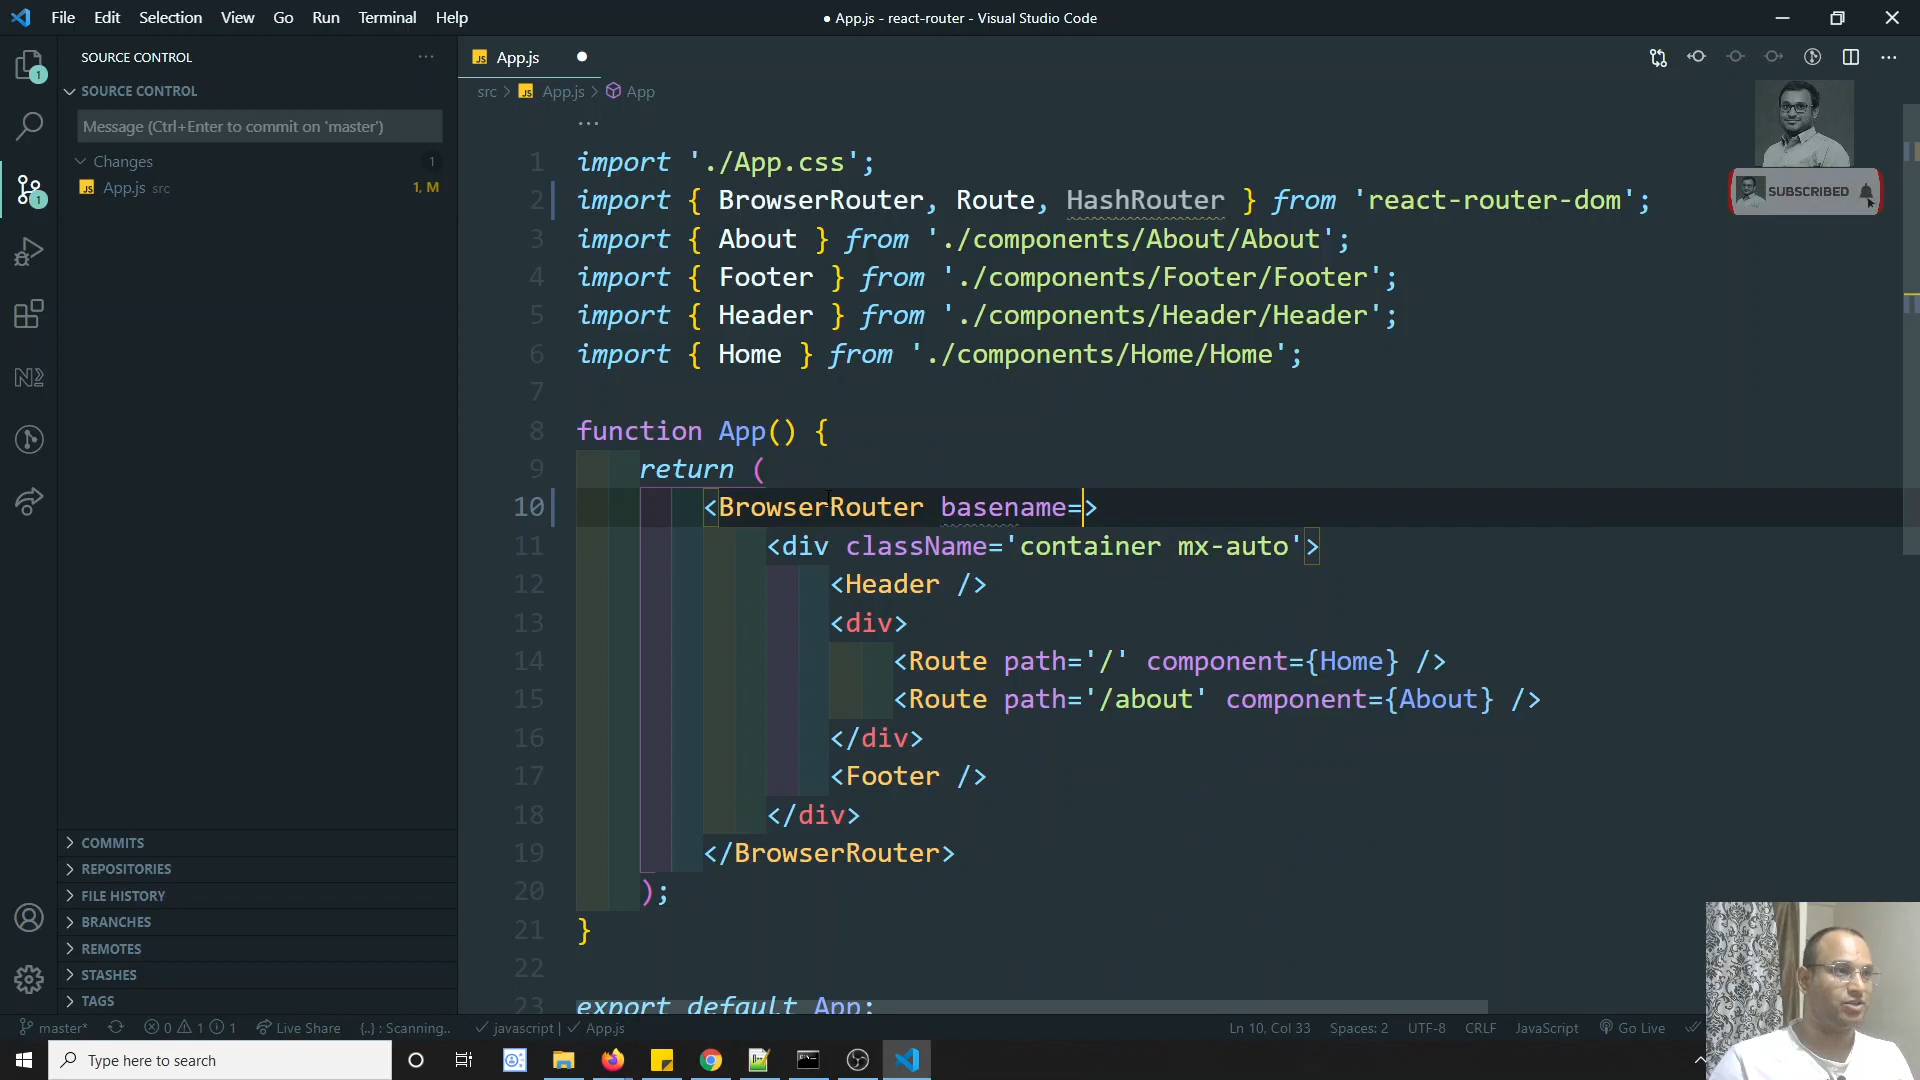 File Edit Selection View Go Run Terminal Help
● App.js - react-router - Visual Studio Code
SOURCE CONTROL ...
SOURCE CONTROL
Message (Ctrl+Enter to commit on 'master')
Changes 1
JS App.js src 1, M
COMMITS
REPOSITORIES
FILE HISTORY
BRANCHES
REMOTES
STASHES
TAGS
JS App.js ●
src > JS App.js > App
...
1 import './App.css';
2 import { BrowserRouter, Route, HashRouter } from 'react-router-dom';
3 import { About } from './components/About/About';
4 import { Footer } from './components/Footer/Footer';
5 import { Header } from './components/Header/Header';
6 import { Home } from './components/Home/Home';
7
8 function App() {
9 return (
10 <BrowserRouter basename=>
11 <div className='container mx-auto'>
12 <Header />
13 <div>
14 <Route path='/' component={Home} />
15 <Route path='/about' component={About} />
16 </div>
17 <Footer />
18 </div>
19 </BrowserRouter>
20 );
21 }
22
23 export default App;
SUBSCRIBED
master* 0 1 1 Live Share {..} : Scanning.. javascript | App.js
Ln 10, Col 33 Spaces: 2 UTF-8 CRLF JavaScript Go Live
Type here to search